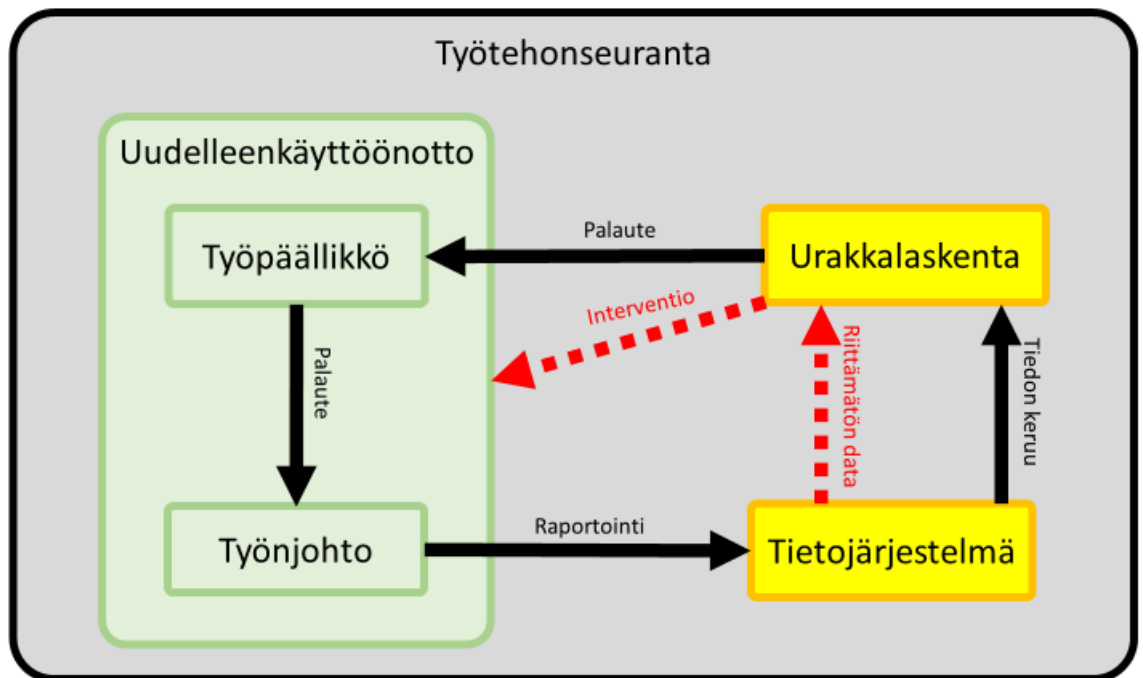 Työtehonseuranta
Uudelleenkäyttöönotto
Työpäällikkö
Palaute
Urakkalaskenta
Interventio
Palaute
Riittämätön data
Tiedon keruu
Työnjohto
Raportointi
Tietojärjestelmä